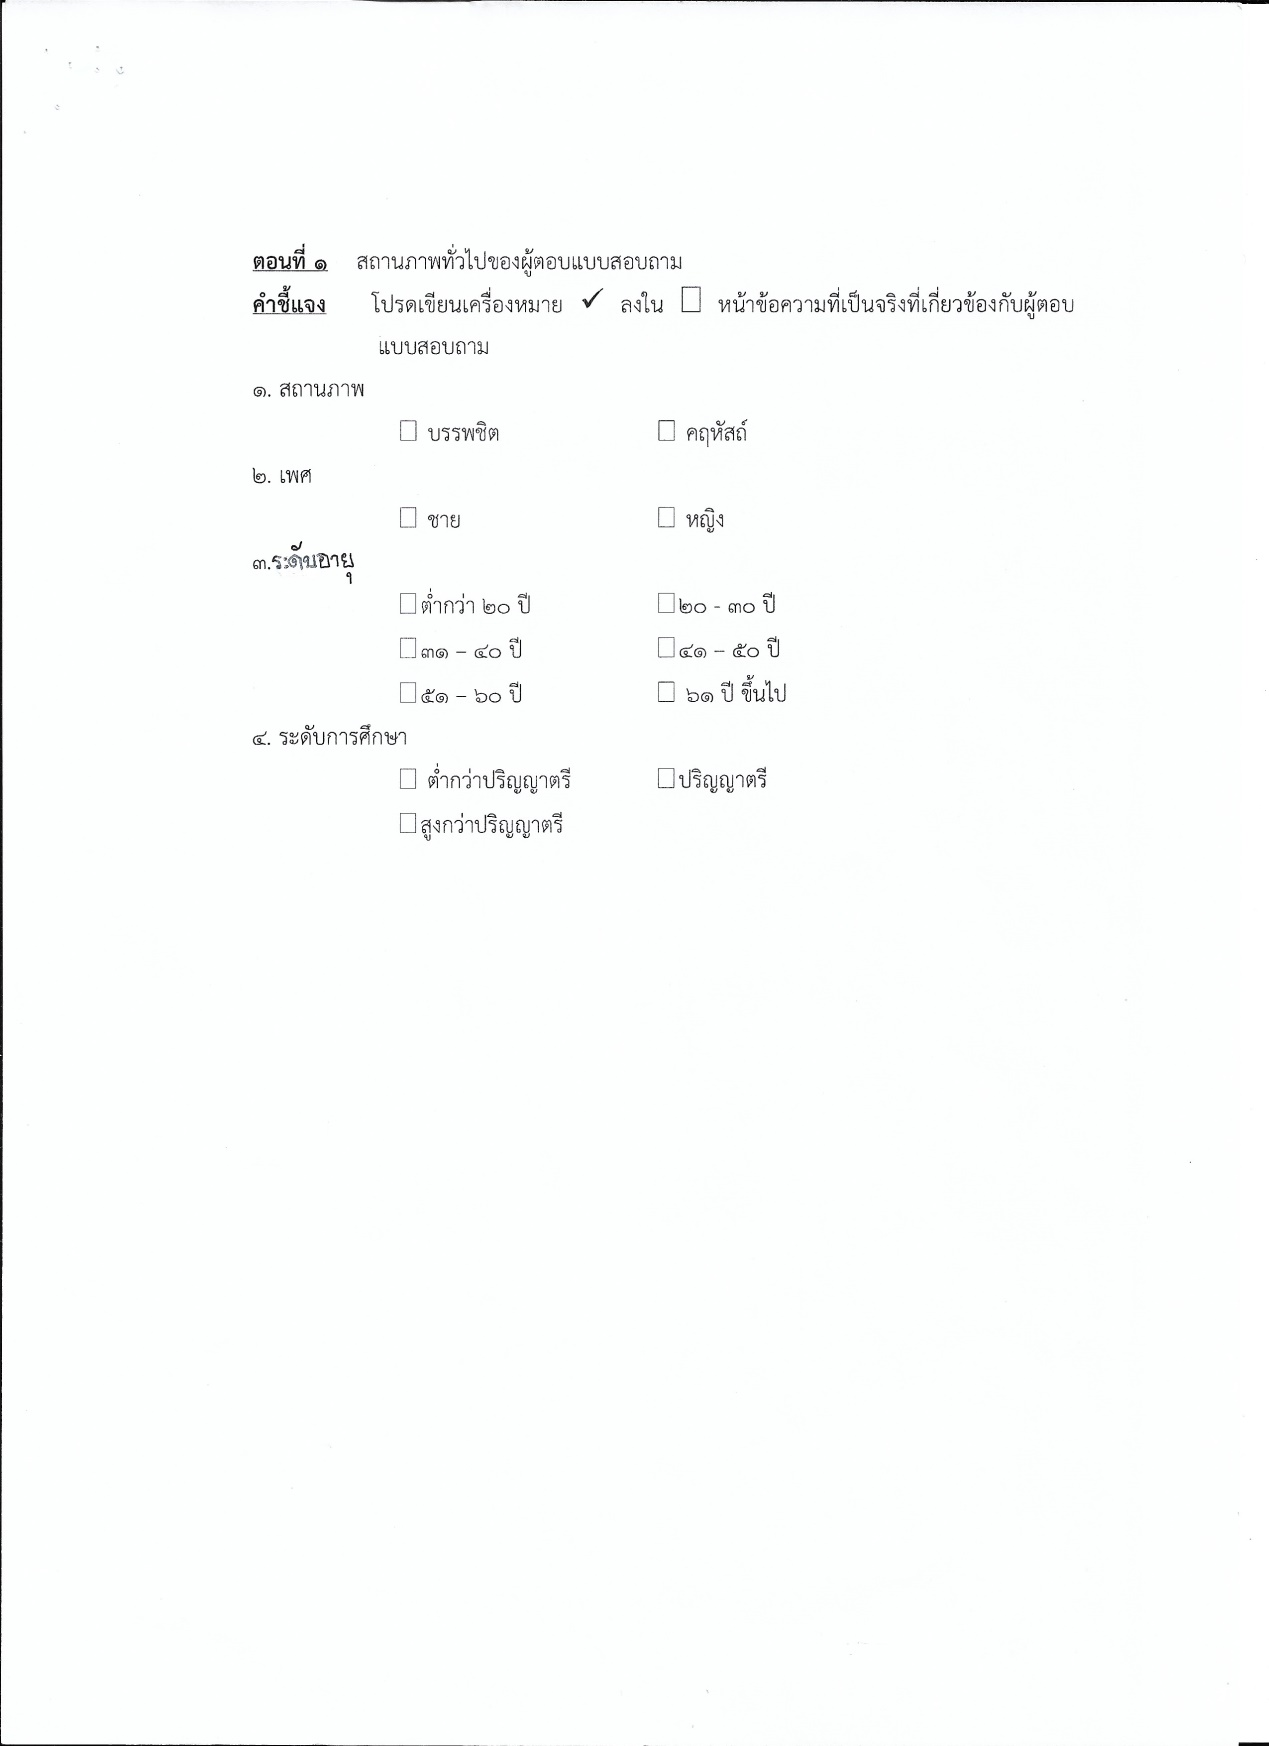 ตอนที่ ๑ สถานภาพทั่วไปของผู้ตอบแบบสอบถาม
คำชี้แจง โปรดเขียนเครื่องหมาย ✓ ลงใน ☐ หน้าข้อความที่เป็นจริงที่เกี่ยวข้องกับผู้ตอบ
แบบสอบถาม
๑. สถานภาพ
☐ บรรพชิต ☐ คฤหัสถ์
๒. เพศ
☐ ชาย ☐ หญิง
๓.ระดับอายุ
☐ต่ำกว่า ๒๐ ปี ☐๒๐ - ๓๐ ปี
☐๓๑ – ๔๐ ปี ☐๔๑ – ๕๐ ปี
☐๕๑ – ๖๐ ปี ☐ ๖๑ ปี ขึ้นไป
๔. ระดับการศึกษา
☐ ต่ำกว่าปริญญาตรี ☐ปริญญาตรี
☐สูงกว่าปริญญาตรี